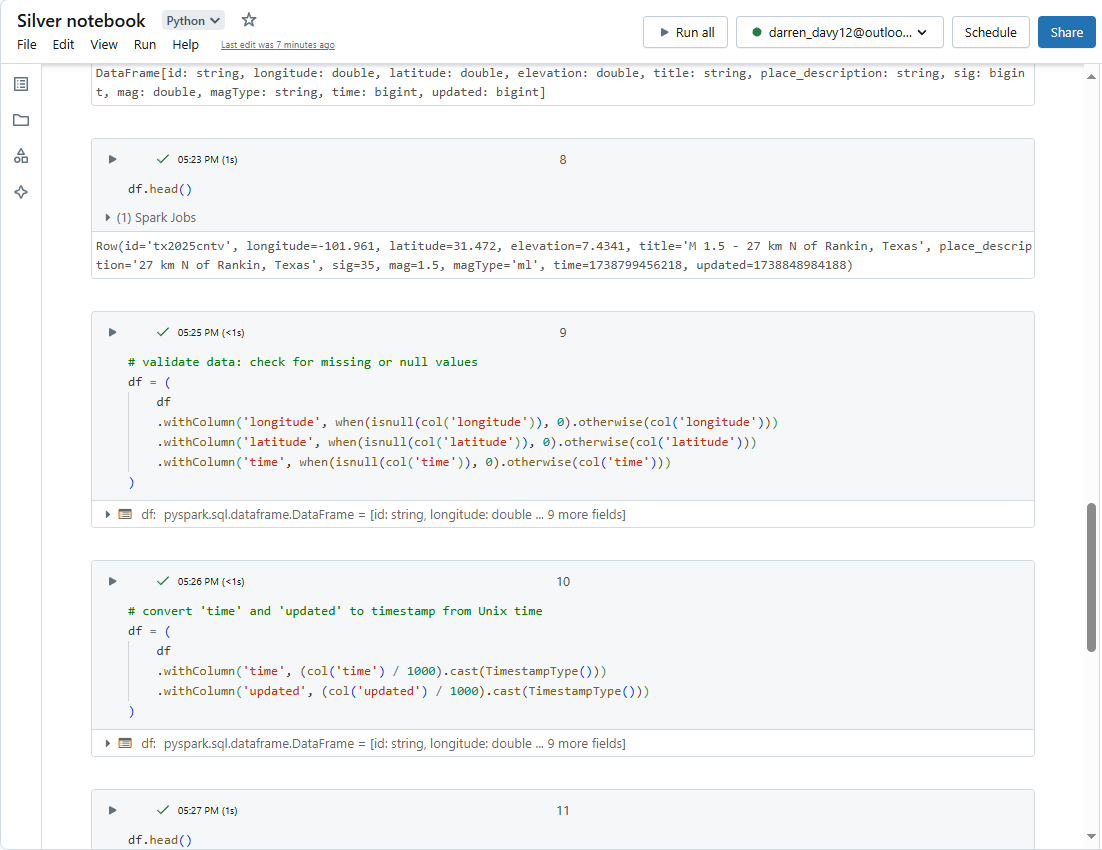 Silver notebook Python
File Edit View Run Help Last edit was 7 minutes ago
Run all darren_davy12@outloo... Schedule Share
DataFrame[id: string, longitude: double, latitude: double, elevation: double, title: string, place_description: string, sig: bigin
t, mag: double, magType: string, time: bigint, updated: bigint]
05:23 PM (1s) 8
df.head()
(1) Spark Jobs
Row(id='tx2025cntv', longitude=-101.961, latitude=31.472, elevation=7.4341, title='M 1.5 - 27 km N of Rankin, Texas', place_descrip
tion='27 km N of Rankin, Texas', sig=35, mag=1.5, magType='ml', time=1738799456218, updated=1738848984188)
05:25 PM (<1s) 9
# validate data: check for missing or null values
df = (
df
.withColumn('longitude', when(isnull(col('longitude')), 0).otherwise(col('longitude')))
.withColumn('latitude', when(isnull(col('latitude')), 0).otherwise(col('latitude')))
.withColumn('time', when(isnull(col('time')), 0).otherwise(col('time')))
)
df: pyspark.sql.dataframe.DataFrame = [id: string, longitude: double ... 9 more fields]
05:26 PM (<1s) 10
# convert 'time' and 'updated' to timestamp from Unix time
df = (
df
.withColumn('time', (col('time') / 1000).cast(TimestampType()))
.withColumn('updated', (col('updated') / 1000).cast(TimestampType()))
)
df: pyspark.sql.dataframe.DataFrame = [id: string, longitude: double ... 9 more fields]
05:27 PM (1s) 11
df.head()